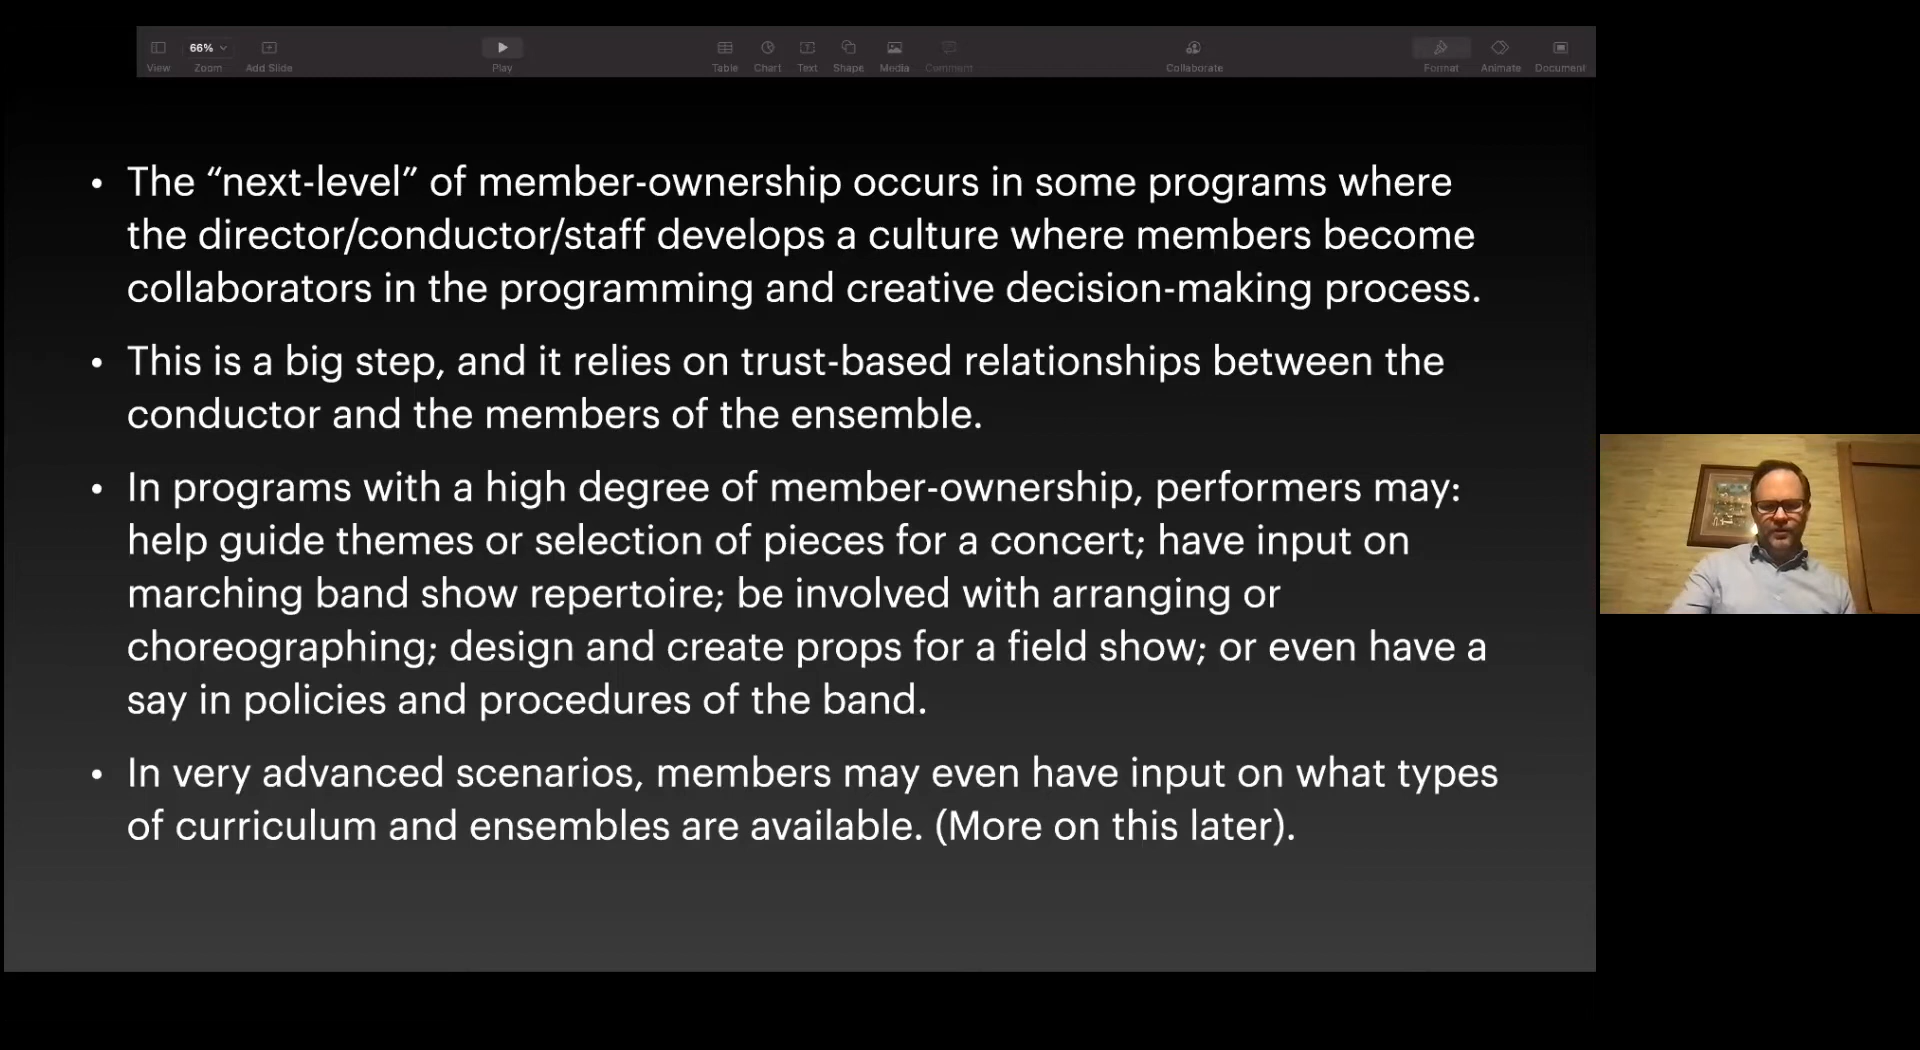 66%
View
Zoom
Add Slide
Play
Table
Chart
Text
Shape
Media
Comment
Collaborate
Format
Animate
Document
• The “next-level” of member-ownership occurs in some programs where
the director/conductor/staff develops a culture where members become
collaborators in the programming and creative decision-making process.
• This is a big step, and it relies on trust-based relationships between the
conductor and the members of the ensemble.
• In programs with a high degree of member-ownership, performers may:
help guide themes or selection of pieces for a concert; have input on
marching band show repertoire; be involved with arranging or
choreographing; design and create props for a field show; or even have a
say in policies and procedures of the band.
• In very advanced scenarios, members may even have input on what types
of curriculum and ensembles are available. (More on this later).